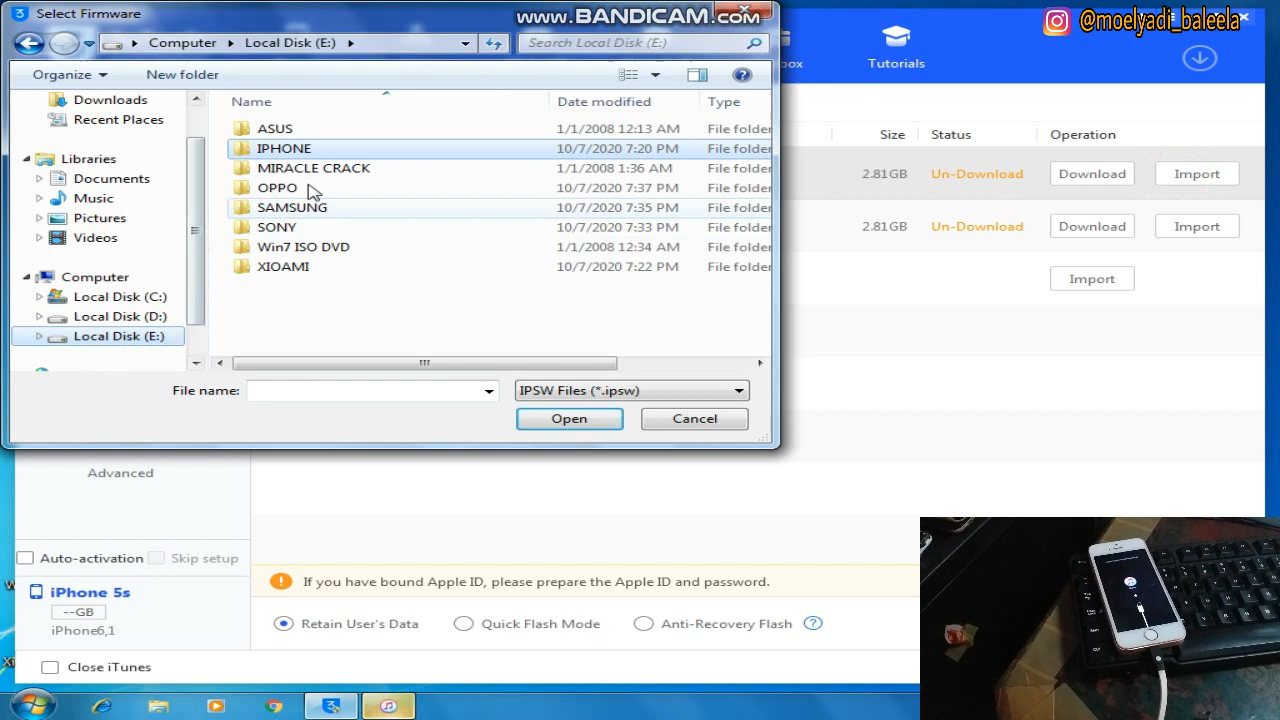 Select Firmware
www.BANDICAM.com
@moelyadi_baleela
Computer
Local Disk (E:)
Search Local Disk (E:)
Tutorials
Organize
New folder
Name
Date modified
Type
Downloads
Recent Places
Libraries
Documents
Music
Pictures
Videos
Computer
Local Disk (C:)
Local Disk (D:)
Local Disk (E:)
ASUS 1/1/2008 12:13 AM File folder
IPHONE 10/7/2020 7:20 PM File folder
MIRACLE CRACK 1/1/2008 1:36 AM File folder
OPPO 10/7/2020 7:37 PM File folder
SAMSUNG 10/7/2020 7:35 PM File folder
SONY 10/7/2020 7:33 PM File folder
Win7 ISO DVD 1/1/2008 12:34 AM File folder
XIOAMI 10/7/2020 7:22 PM File folder
File name:
IPSW Files (*.ipsw)
Open
Cancel
Size Status Operation
2.81GB Un-Download Download Import
2.81GB Un-Download Download Import
Import
Advanced
Auto-activation
Skip setup
iPhone 5s
--GB
iPhone6,1
If you have bound Apple ID, please prepare the Apple ID and password.
Retain User's Data
Quick Flash Mode
Anti-Recovery Flash
Close iTunes